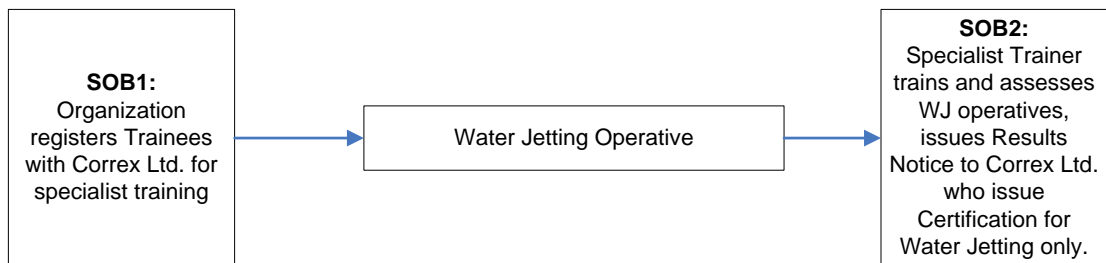 SOB1:
Organization
registers Trainees
with Correx Ltd. for
specialist training
Water Jetting Operative
SOB2:
Specialist Trainer
trains and assesses
WJ operatives,
issues Results
Notice to Correx Ltd.
who issue
Certification for
Water Jetting only.